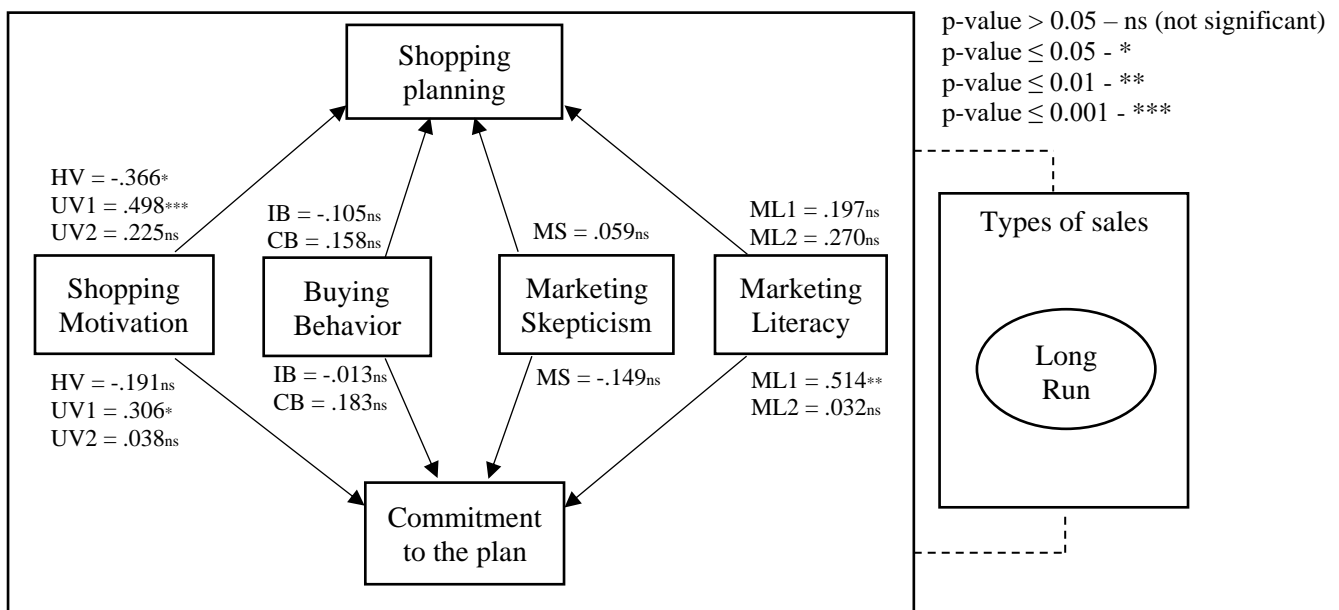 p-value > 0.05 – ns (not significant)
p-value ≤ 0.05 - *
p-value ≤ 0.01 - **
p-value ≤ 0.001 - ***
Shopping
planning
HV = -.366*
UV1 = .498***
UV2 = .225ns
IB = -.105ns
CB = .158ns
MS = .059ns
ML1 = .197ns
ML2 = .270ns
Shopping
Motivation
Buying
Behavior
Marketing
Skepticism
Marketing
Literacy
HV = -.191ns
UV1 = .306*
UV2 = .038ns
IB = -.013ns
CB = .183ns
MS = -.149ns
ML1 = .514**
ML2 = .032ns
Commitment
to the plan
Types of sales
Long
Run